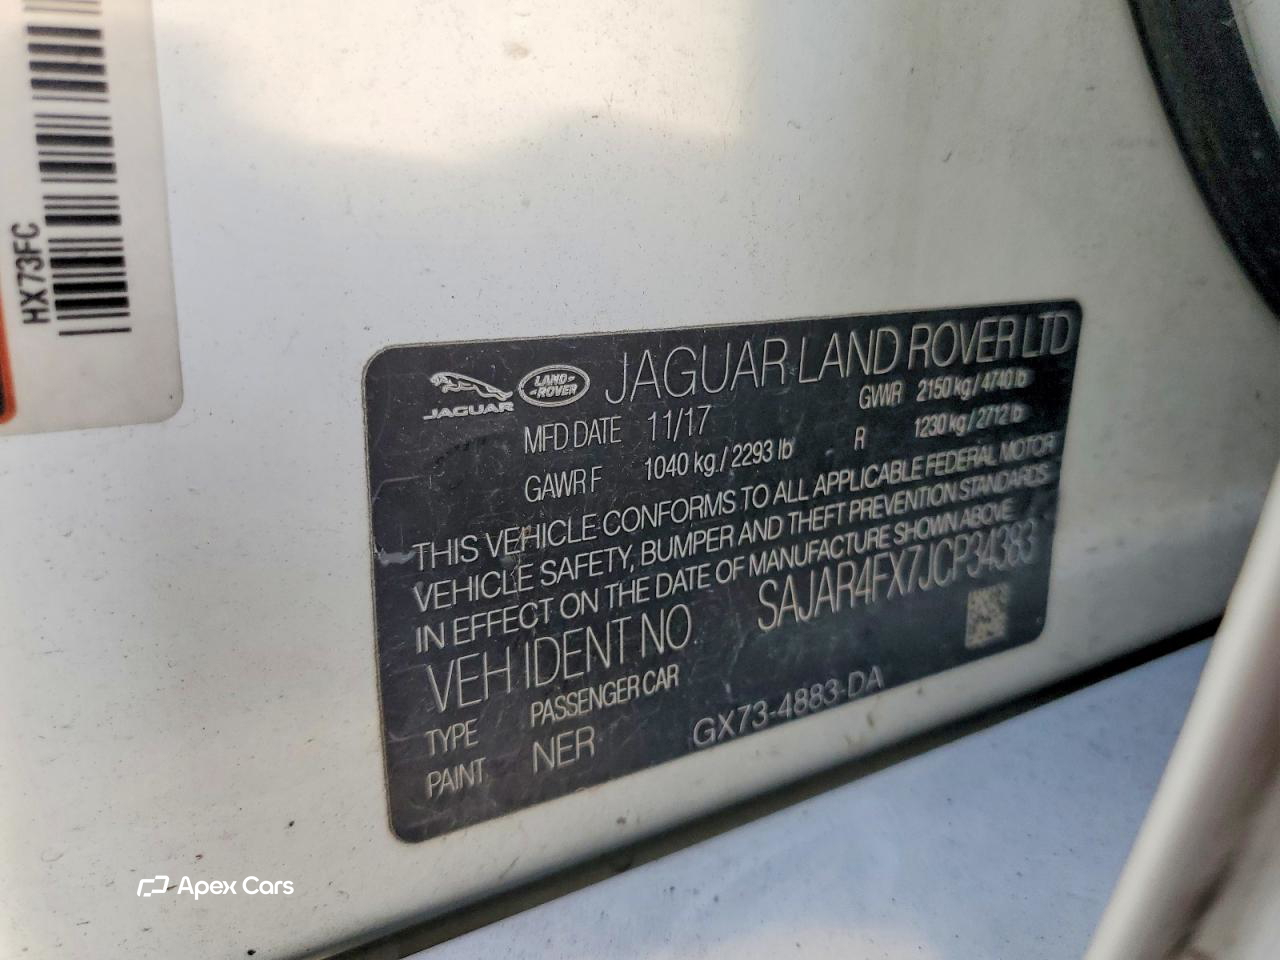 HX73FC
JAGUAR LAND-ROVER JAGUAR LAND ROVER LTD
MFD DATE 11/17 GVWR 2150 kg / 4740 lb
GAWR F 1040 kg./ 2293 lb R 1230 kg / 2712 lb
THIS VEHICLE CONFORMS TO ALL APPLICABLE FEDERAL MOTOR
VEHICLE SAFETY, BUMPER AND THEFT PREVENTION STANDARDS
IN EFFECT ON THE DATE OF MANUFACTURE SHOWN ABOVE
VEH IDENT NO. SAJAR4FX7JCP34383
TYPE PASSENGER CAR
PAINT NER GX73-4883-DA
Apex Cars